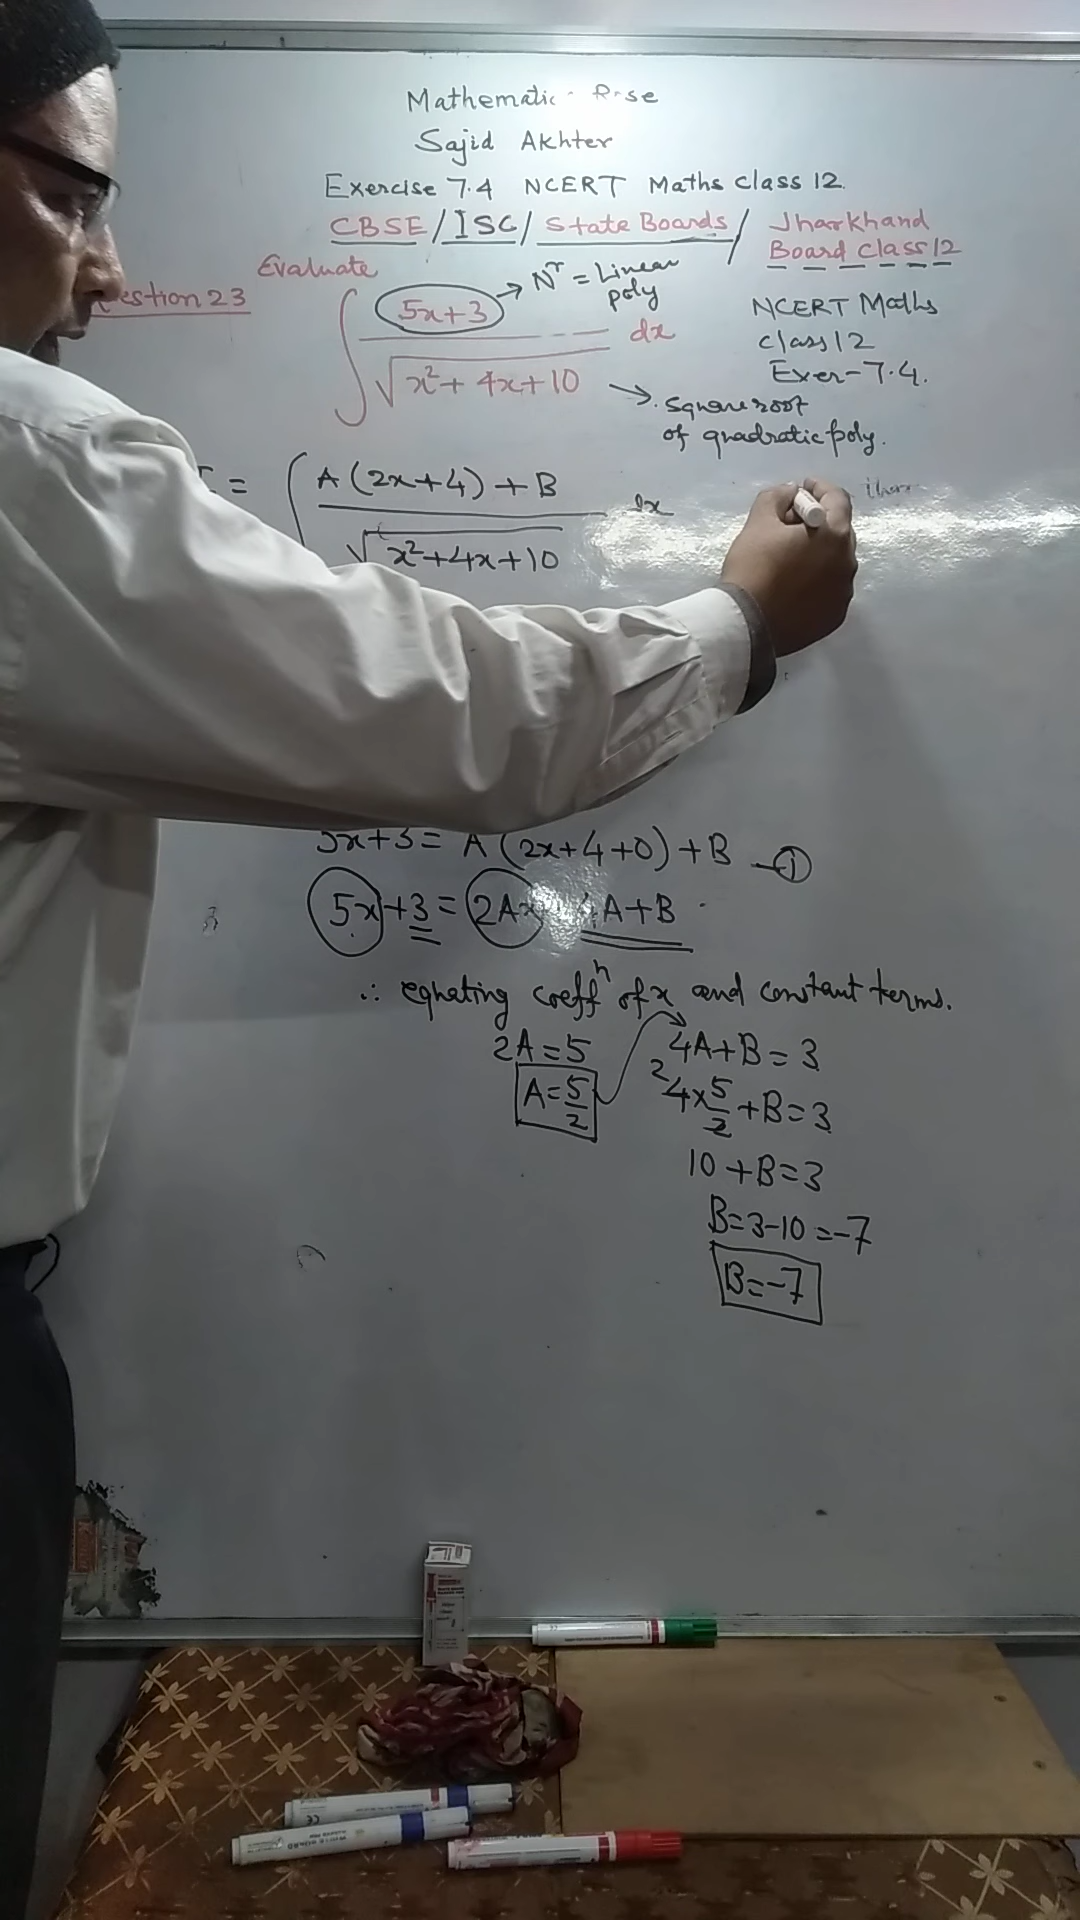 Mathematic
Sajid Akhter
Exercise 7.4 NCERT Maths Class 12.
CBSE/ISC/State Boards/ Jharkhand
Board Class 12
Evaluate
estion 23
∫ 5x+3 / √x²+4x+10 dx
→ Nʳ = Linear
poly
→ Square root
of quadratic poly.
NCERT Maths
class 12
Exer-7.4.
I = ∫ A(2x+4)+B / √x²+4x+10 dx
5x+3 = A(2x+4+0)+B —①
5x+3 = 2Ax 4A+B
∴ equating coeffⁿ of x and constant terms.
2A=5
A=5/2
4A+B=3
4×5/2+B=3
10+B=3
B=3-10=-7
B=-7